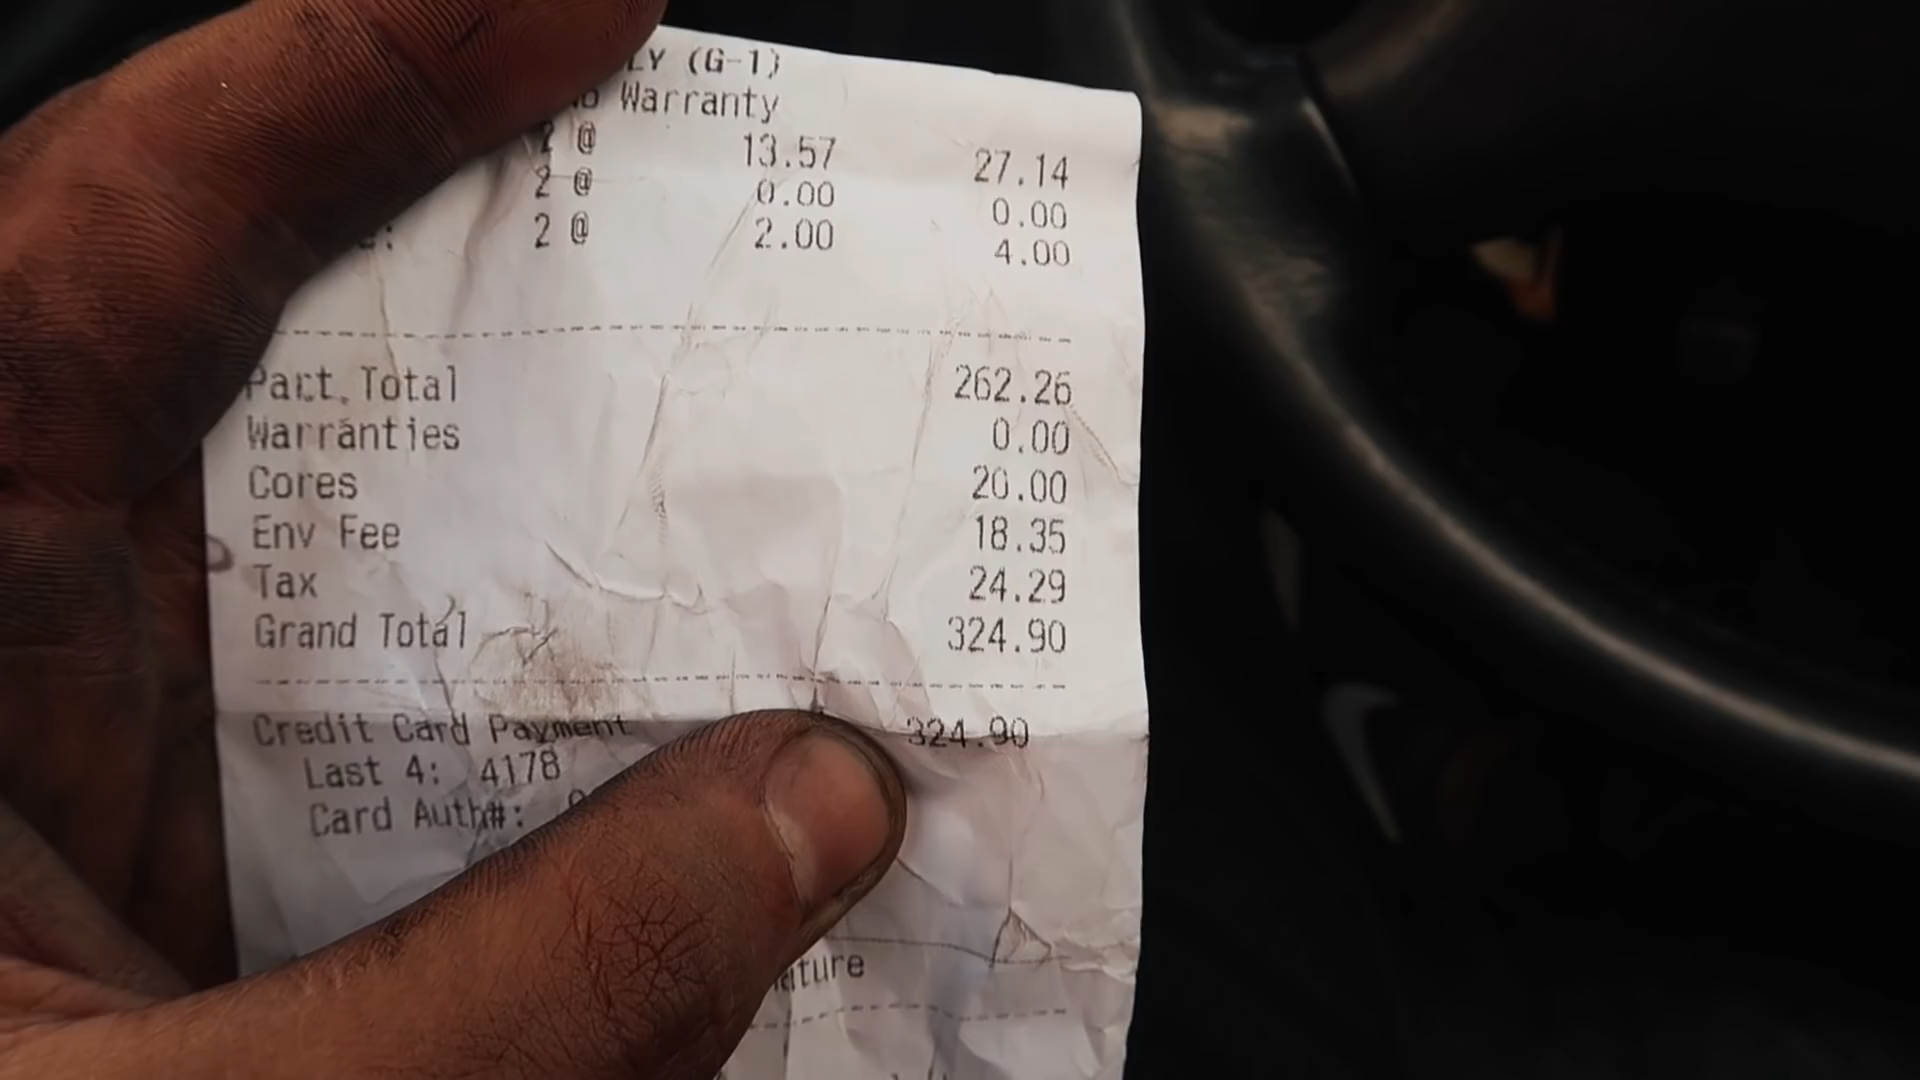 LY (G-1)
No Warranty
2 @ 13.57 27.14
2 @ 0.00 0.00
2 @ 2.00 4.00
Part Total 262.26
Warranties 0.00
Cores 20.00
Env Fee 18.35
Tax 24.29
Grand Total 324.90
Credit Card Payment 324.90
Last 4: 4178
Card Auth#: